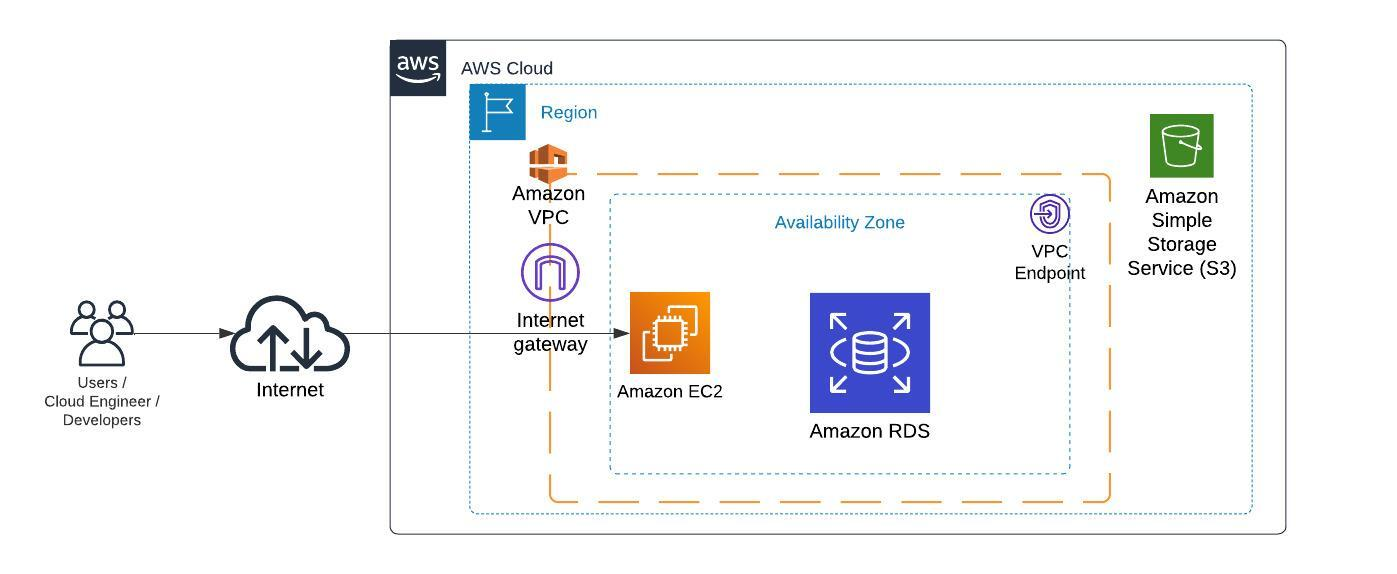 aws
AWS Cloud
Region
Amazon
VPC
Availability Zone
VPC
Endpoint
Amazon
Simple
Storage
Service (S3)
Internet
gateway
Users /
Cloud Engineer /
Developers
Internet
Amazon EC2
Amazon RDS